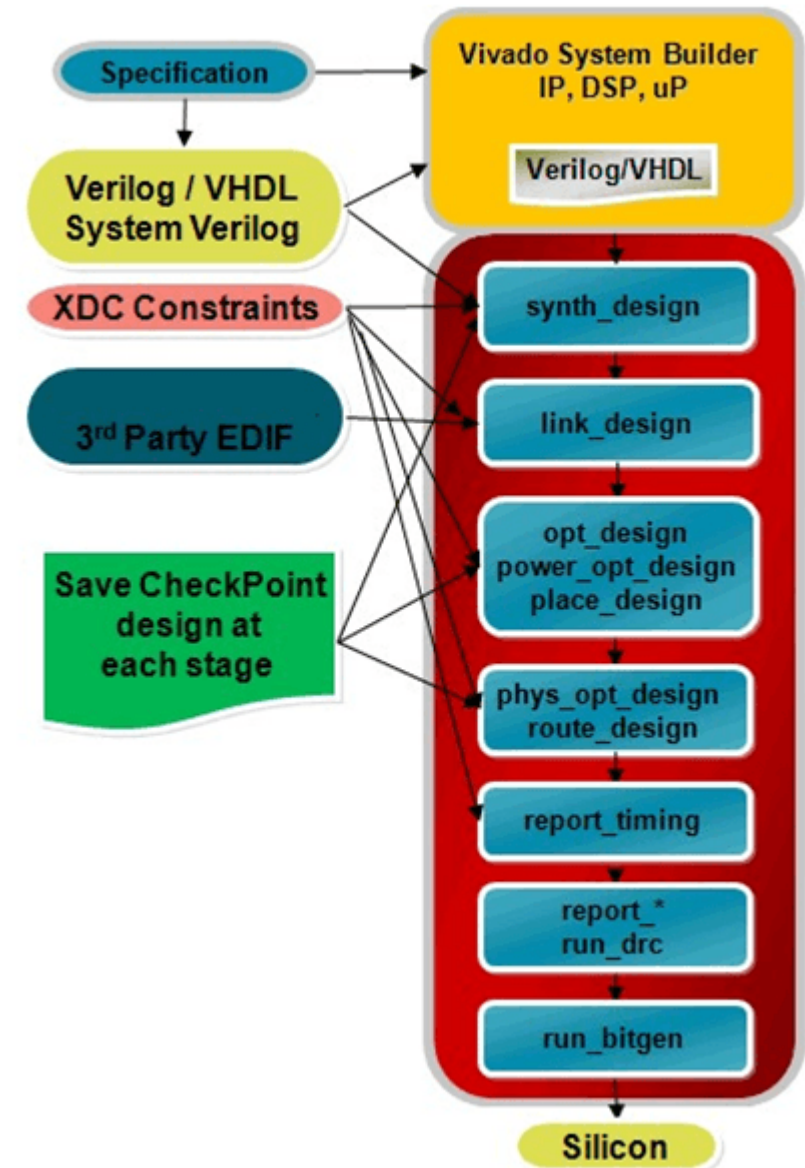 Specification
Vivado System Builder
IP, DSP, uP
Verilog/VHDL
Verilog / VHDL
System Verilog
XDC Constraints
3rd Party EDIF
Save CheckPoint
design at
each stage
synth_design
link_design
opt_design
power_opt_design
place_design
phys_opt_design
route_design
report_timing
report_*
run_drc
run_bitgen
Silicon